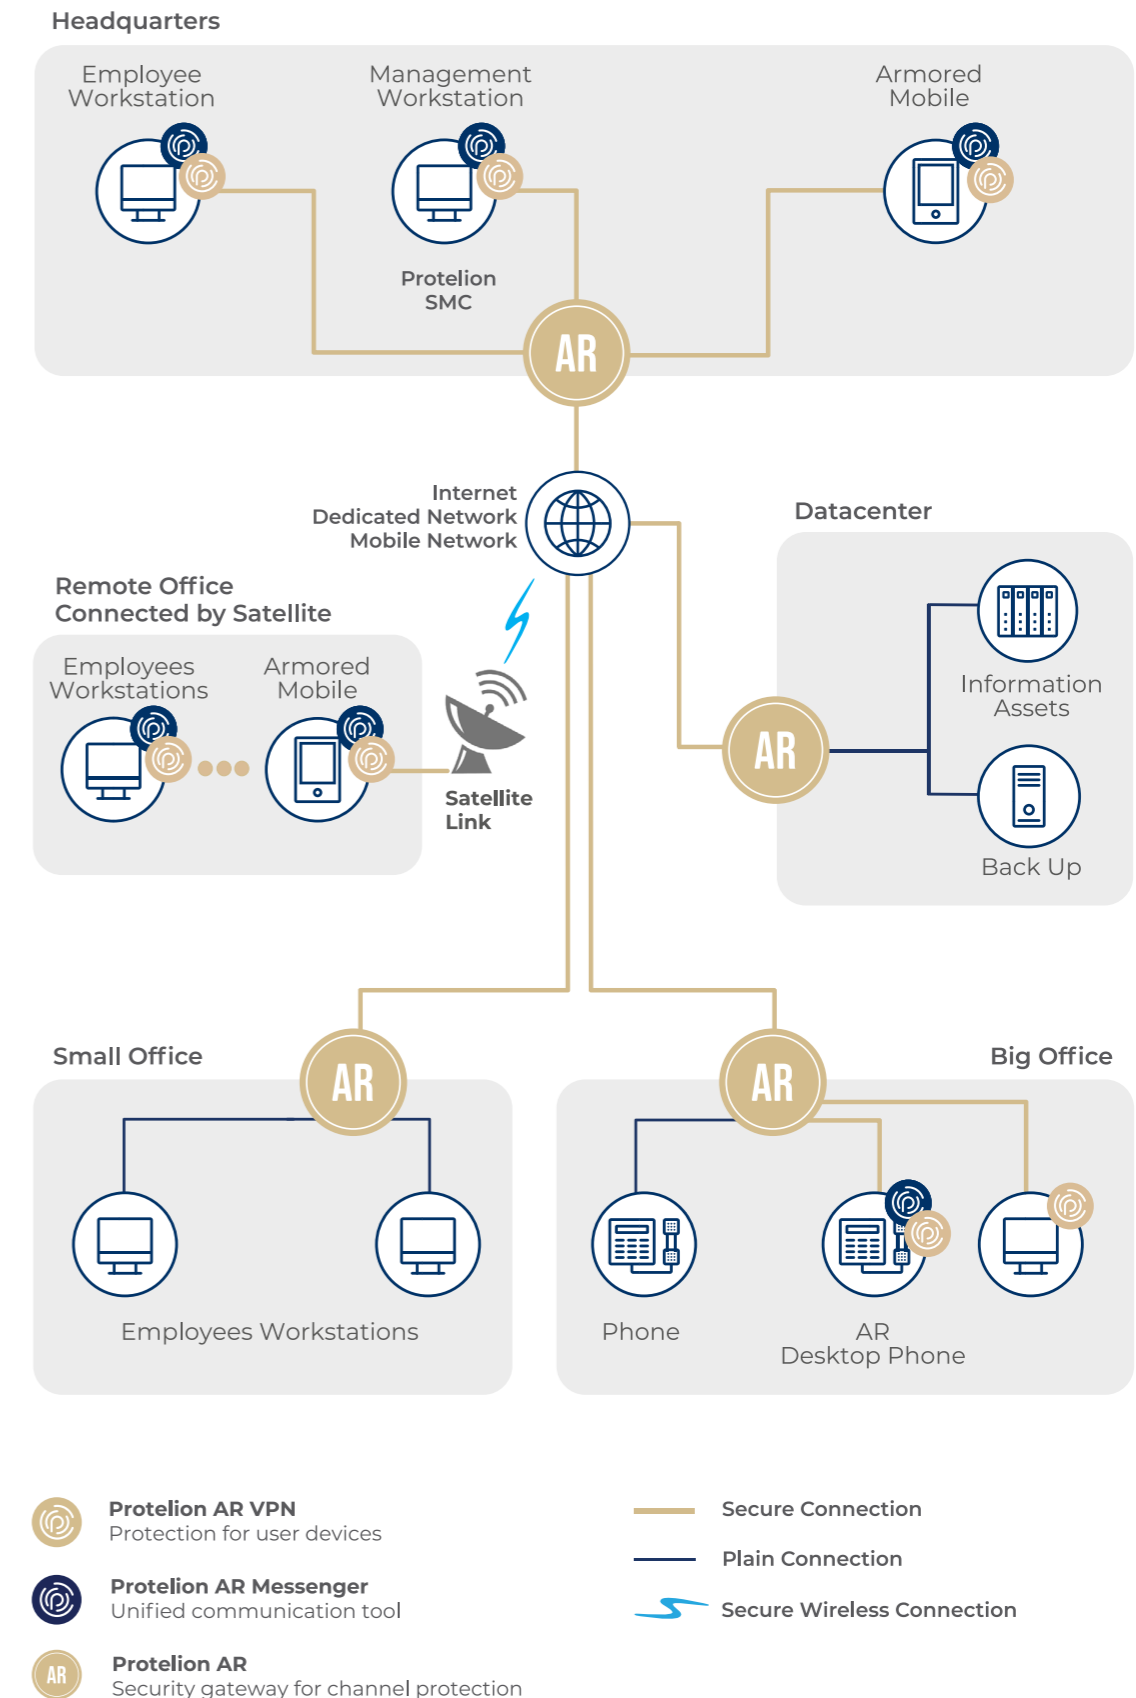 Headquarters
Employee
Workstation
Management
Workstation
Armored
Mobile
Protelion
SMC
AR
Internet
Dedicated Network
Mobile Network
Datacenter
Remote Office
Connected by Satellite
Employees
Workstations
Armored
Mobile
Information
Assets
AR
Satellite
Link
Back Up
Small Office
AR
AR
Big Office
Employees Workstations
Phone
AR
Desktop Phone
Protelion AR VPN
Protection for user devices
Secure Connection
Plain Connection
Protelion AR Messenger
Unified communication tool
Secure Wireless Connection
AR
Protelion AR
Security gateway for channel protection